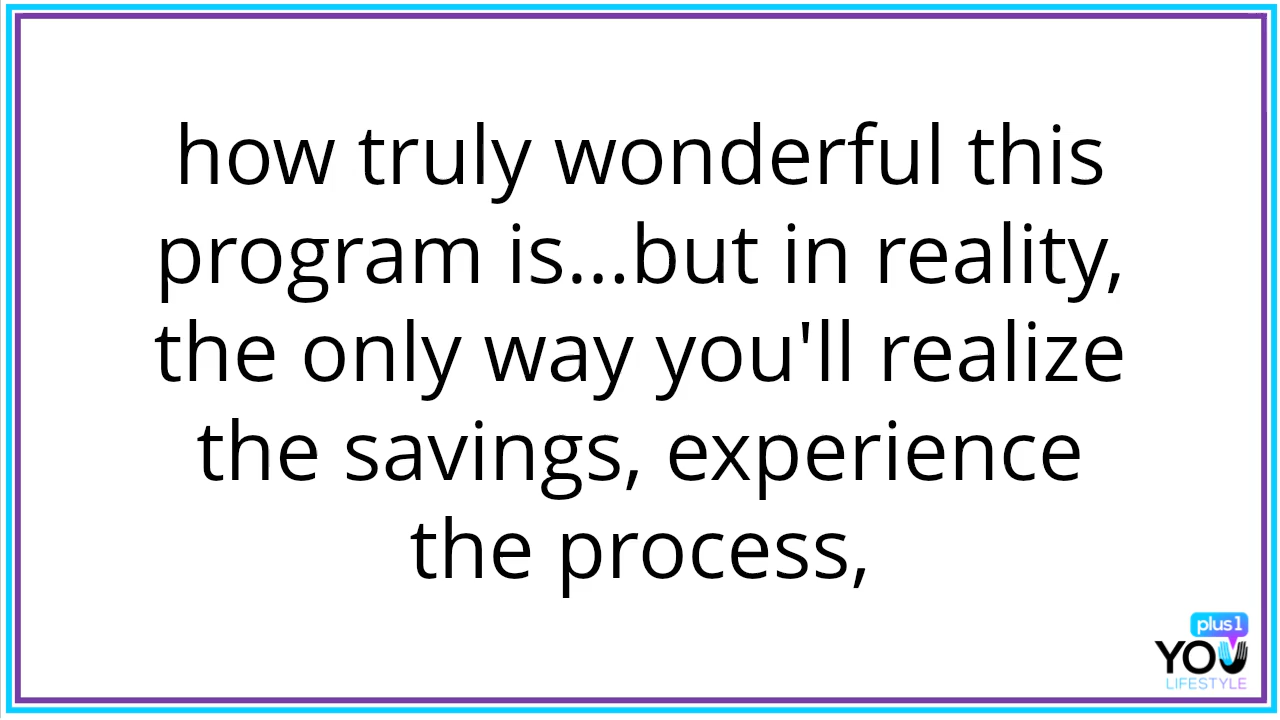 how truly wonderful this
program is...but in reality,
the only way you'll realize
the savings, experience
the process,
plus1
YOU
LIFESTYLE